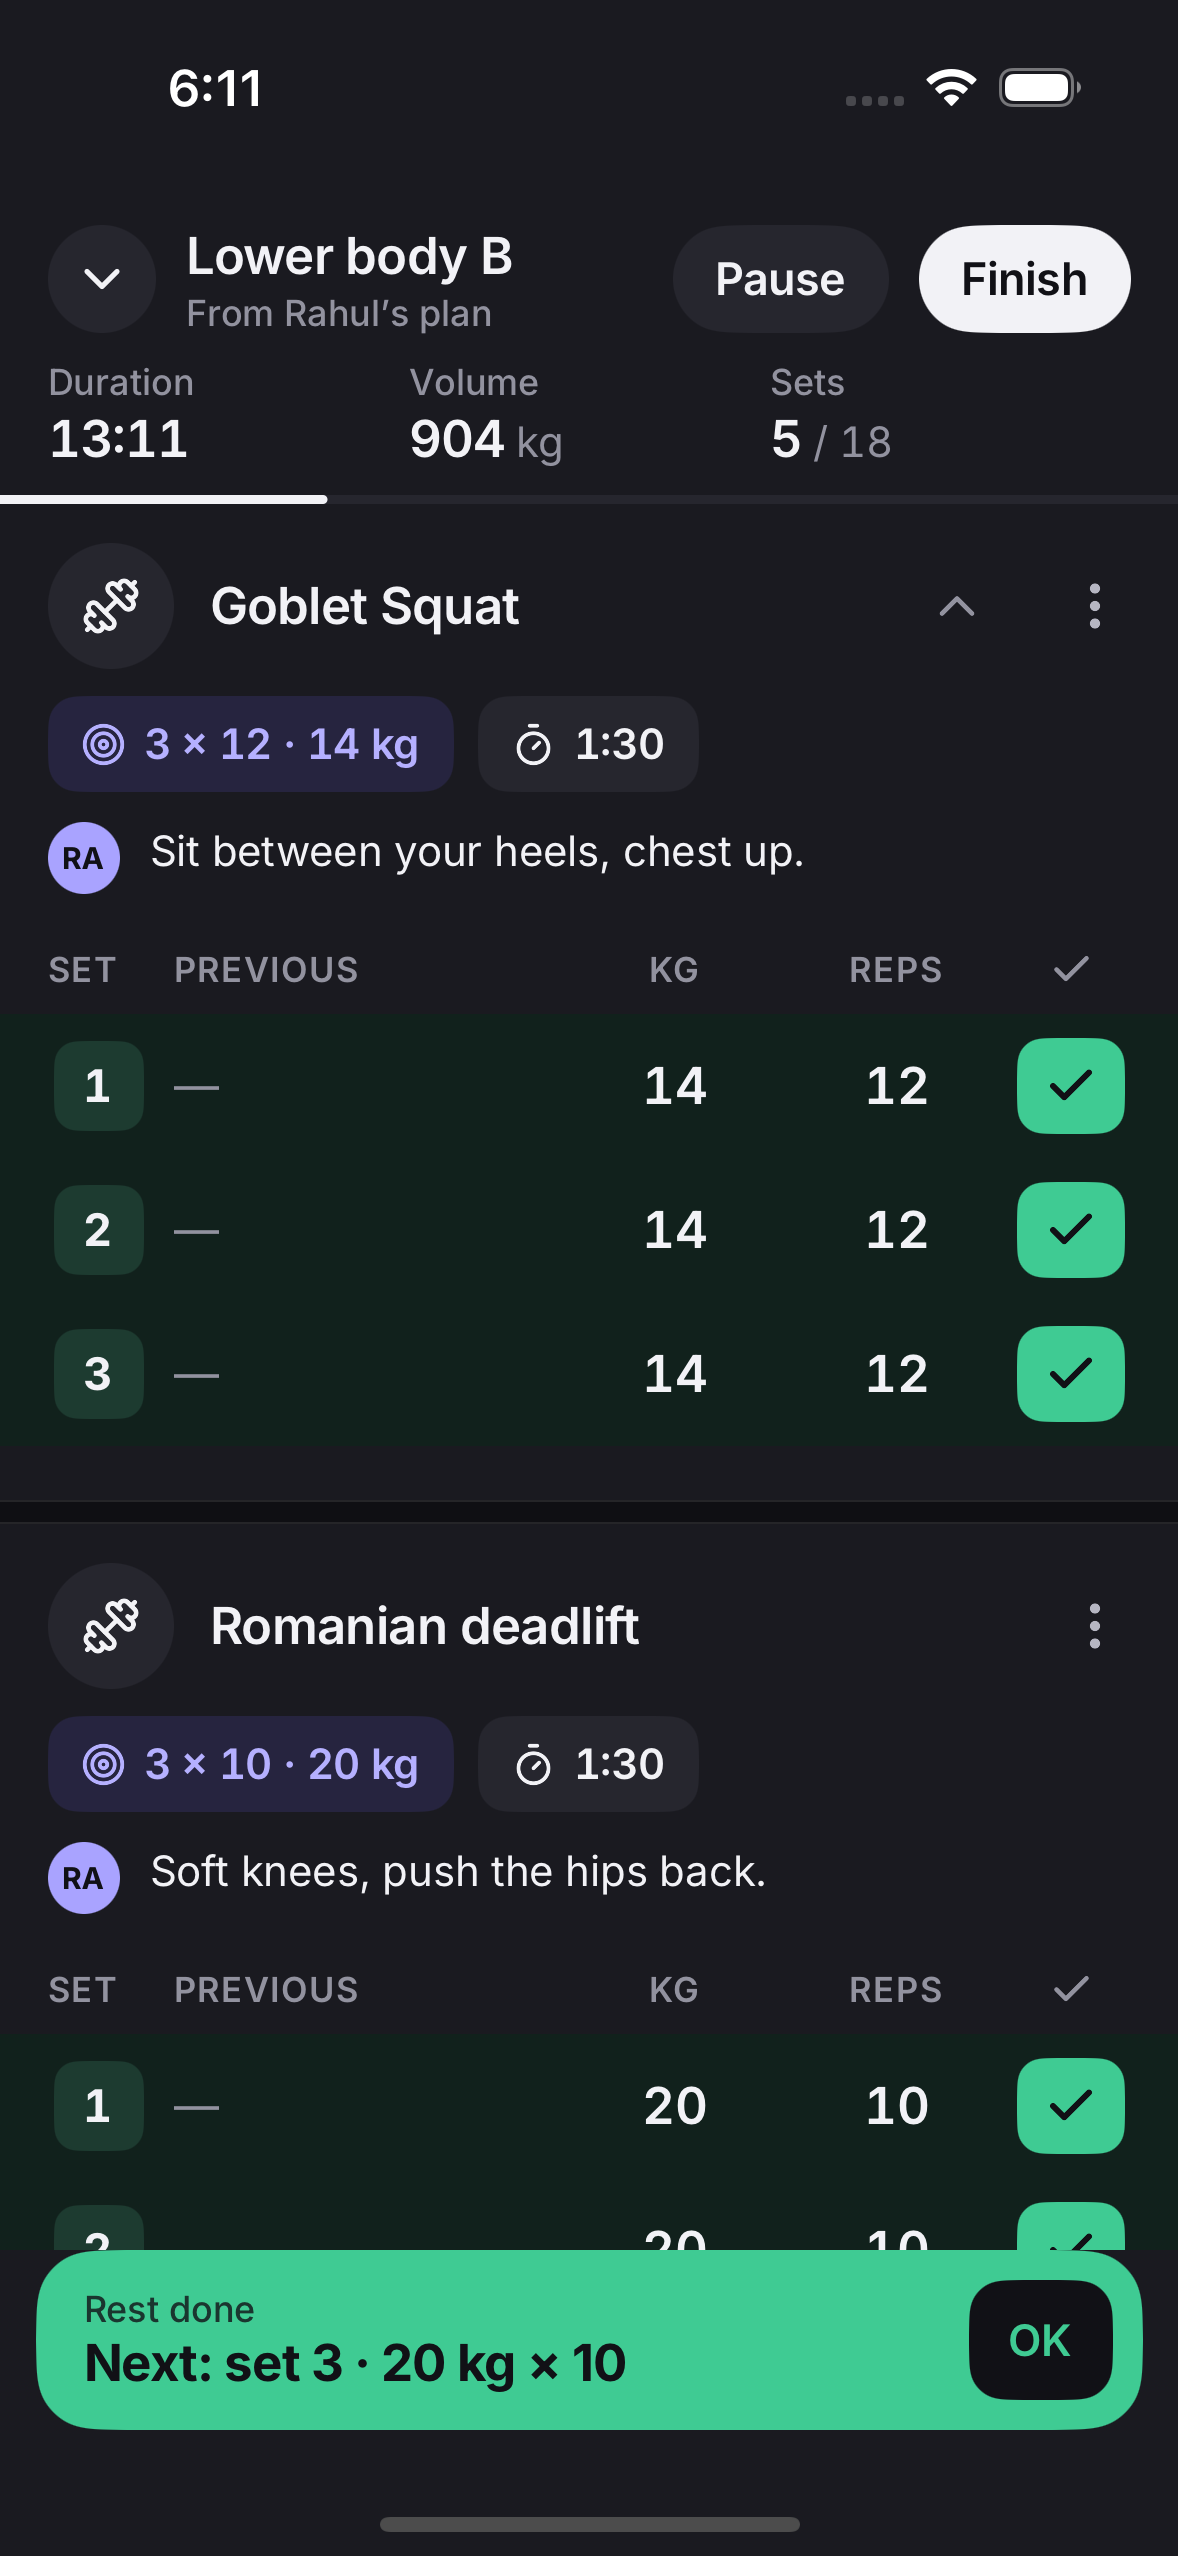 6:11
Lower body B
From Rahul’s plan
Pause
Finish
Duration
Volume
Sets
13:11
904 kg
5 / 18
Goblet Squat
3 × 12 · 14 kg
1:30
RA
Sit between your heels, chest up.
SET PREVIOUS KG REPS
1 — 14 12
2 — 14 12
3 — 14 12
Romanian deadlift
3 × 10 · 20 kg
1:30
RA
Soft knees, push the hips back.
SET PREVIOUS KG REPS
1 — 20 10
2 20 10
Rest done
Next: set 3 · 20 kg × 10
OK